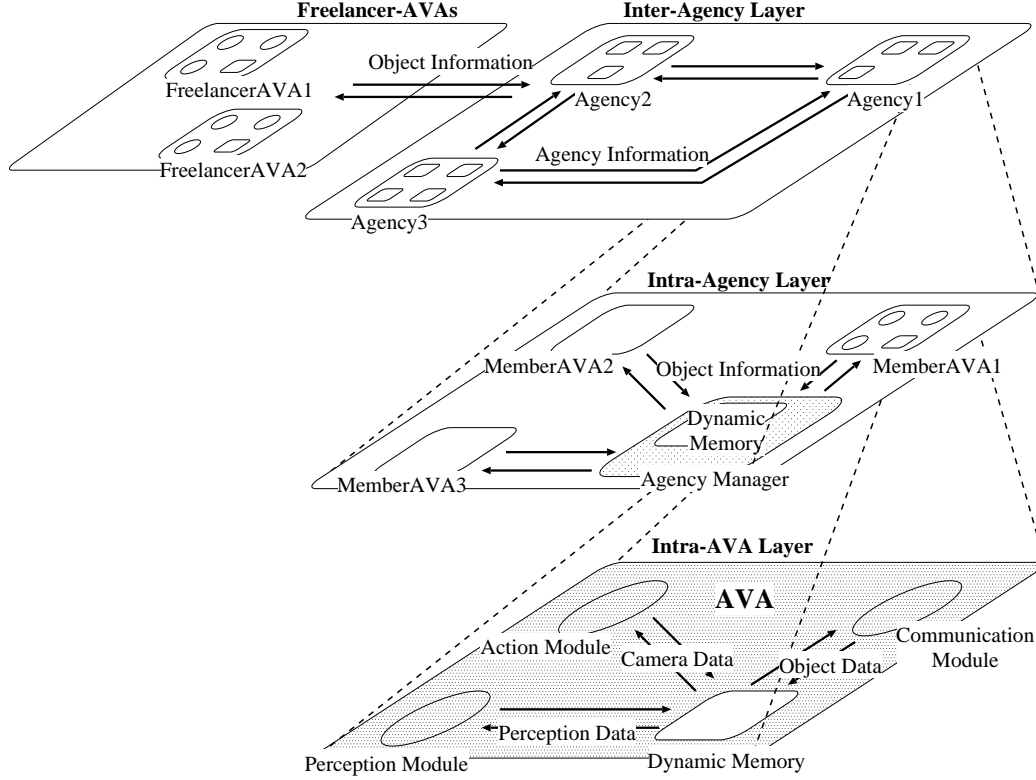 Freelancer-AVAs
Inter-Agency Layer
Object Information
FreelancerAVA1
Agency2
Agency1
FreelancerAVA2
Agency Information
Agency3
Intra-Agency Layer
MemberAVA2
Object Information
MemberAVA1
Dynamic
Memory
MemberAVA3
Agency Manager
Intra-AVA Layer
AVA
Action Module
Camera Data
Object Data
Communication
Module
Perception Data
Perception Module
Dynamic Memory